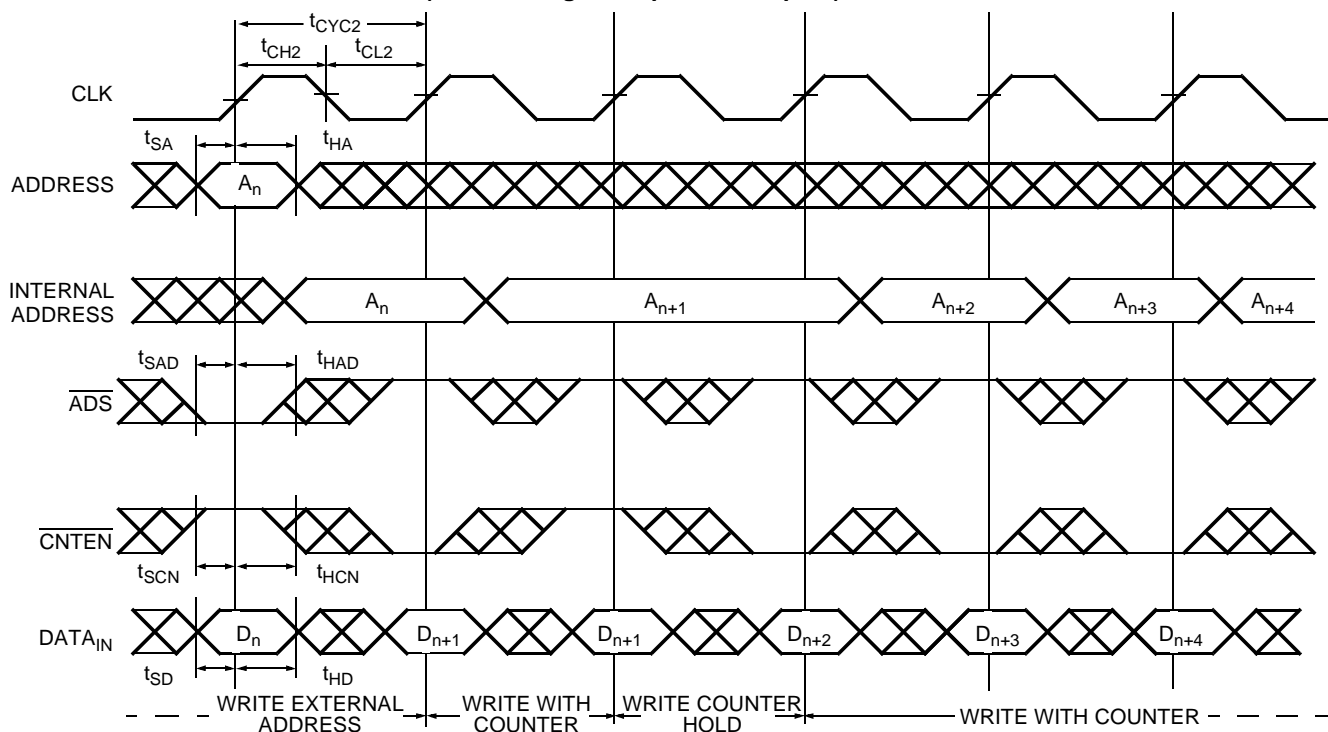 tCYC2
tCH2 tCL2
CLK
tSA tHA
ADDRESS An
INTERNAL ADDRESS An An+1 An+2 An+3 An+4
tSAD tHAD
ADS
CNTEN
tSCN tHCN
DATAIN Dn Dn+1 Dn+1 Dn+2 Dn+3 Dn+4
tSD tHD
WRITE EXTERNAL ADDRESS WRITE WITH COUNTER WRITE COUNTER HOLD WRITE WITH COUNTER